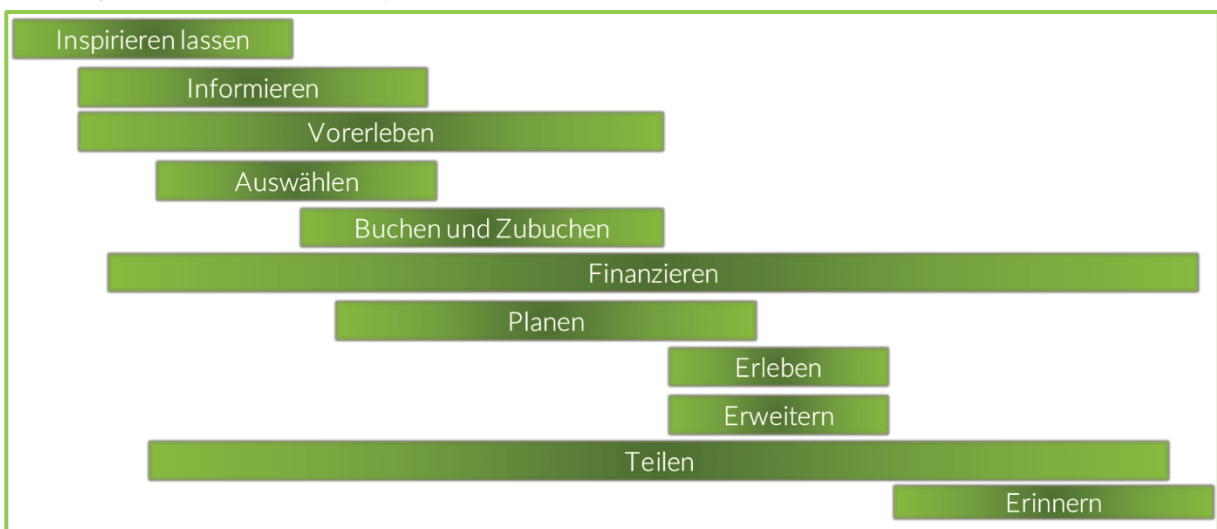 Inspirieren lassen
Informieren
Vorerleben
Auswählen
Buchen und Zubuchen
Finanzieren
Planen
Erleben
Erweitern
Teilen
Erinnern